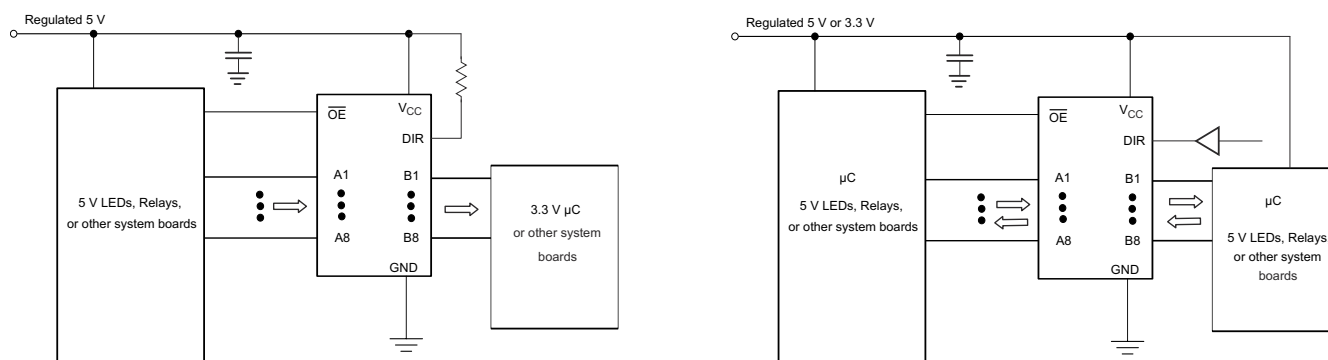 Regulated 5 V
OE
VCC
DIR
A1
B1
5 V LEDs, Relays,
or other system boards
3.3 V µC
or other system
boards
A8
B8
GND
Regulated 5 V or 3.3 V
OE
VCC
DIR
A1
B1
µC
5 V LEDs, Relays,
or other system boards
µC
5 V LEDs, Relays
or other system
boards
A8
B8
GND